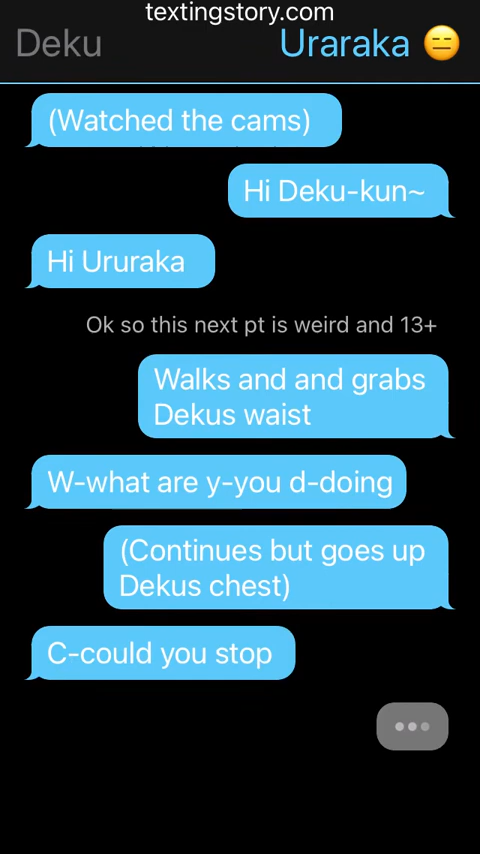 textingstory.com
Deku Uraraka 😑
(Watched the cams)
Hi Deku-kun~
Hi Ururaka
Ok so this next pt is weird and 13+
Walks and and grabs
Dekus waist
W-what are y-you d-doing
(Continues but goes up
Dekus chest)
C-could you stop